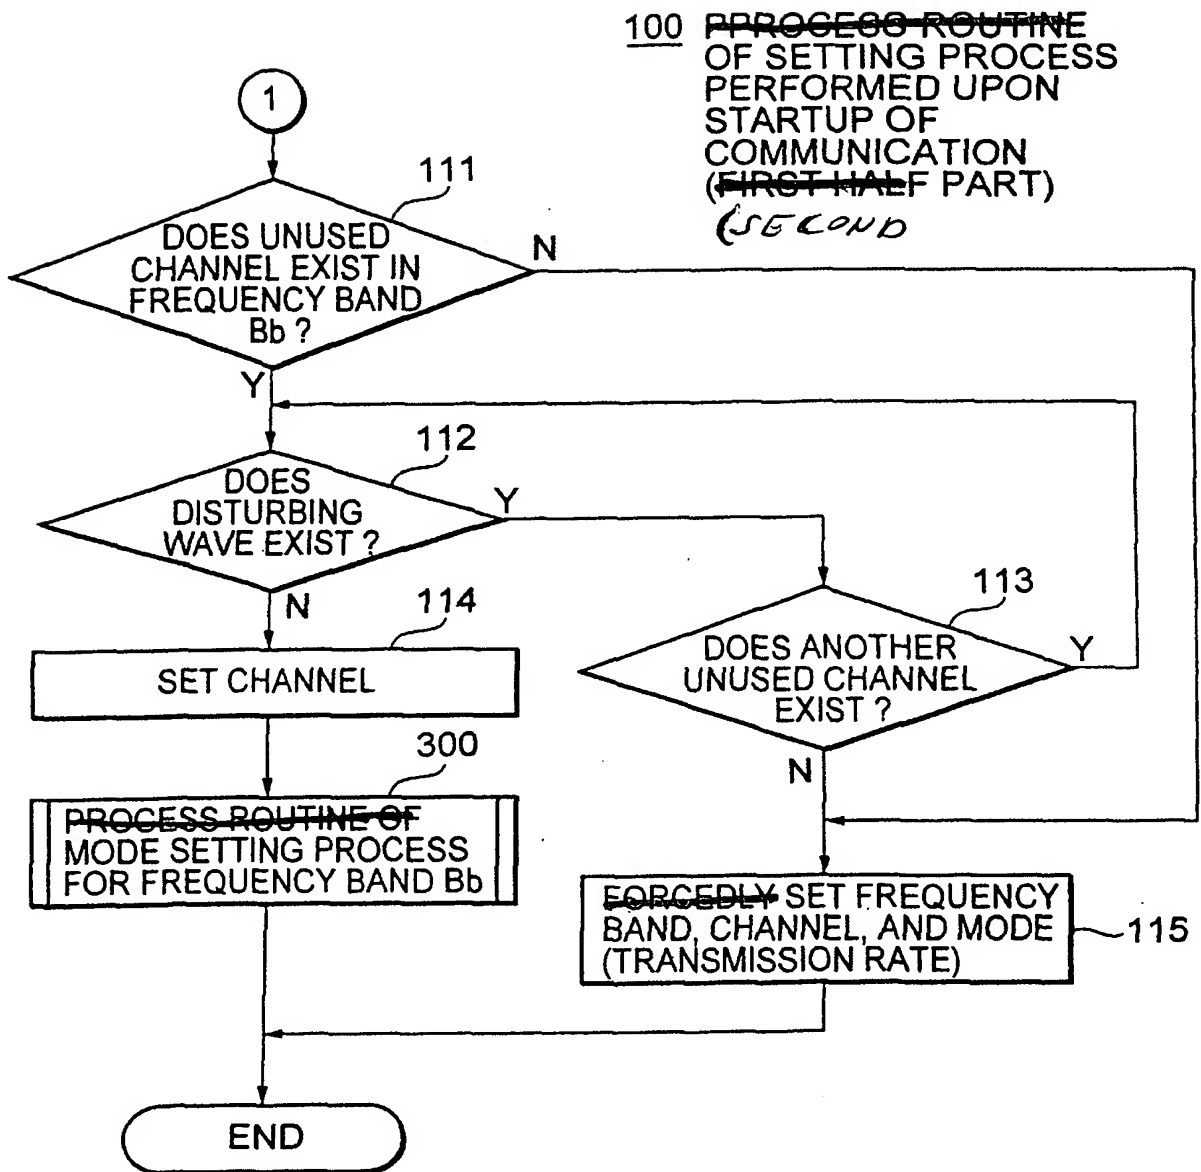 100 PPROCESS ROUTINE
OF SETTING PROCESS
PERFORMED UPON
STARTUP OF
COMMUNICATION
(FIRST HALF PART)
(SECOND
1
111
DOES UNUSED
CHANNEL EXIST IN
FREQUENCY BAND
Bb ?
N
Y
112
DOES
DISTURBING
WAVE EXIST ?
Y
N
113
DOES ANOTHER
UNUSED CHANNEL
EXIST ?
Y
N
114
SET CHANNEL
300
PROCESS ROUTINE OF
MODE SETTING PROCESS
FOR FREQUENCY BAND Bb
FORCEDLY SET FREQUENCY
BAND, CHANNEL, AND MODE
(TRANSMISSION RATE)
115
END